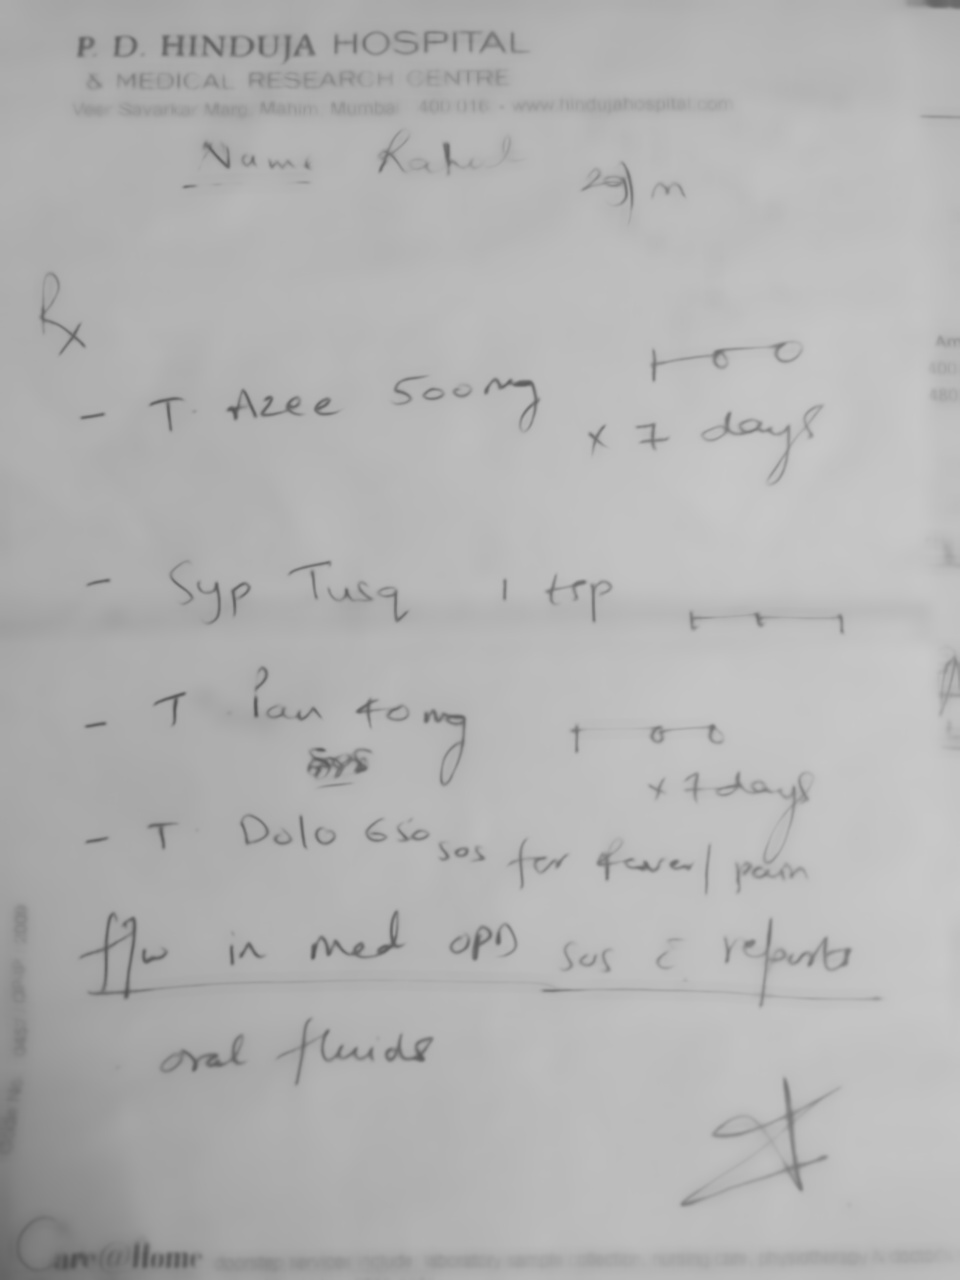 P. D. HINDUJA HOSPITAL
& MEDICAL RESEARCH CENTRE
Veer Savarkar Marg, Mahim, Mumbai 400 016 - www.hindujahospital.com
Name Rahul 29/m
Rx
- T. Azee 500mg 1-0-0
x 7 days
- Syp Tusq 1 tsp 1-1-1
- T Pan 40 mg 1-0-0
x 7 days
- T Dolo 650 sos for fever/pain
f/w in med OPD sos c̄ reports
oral fluids
Care@Home